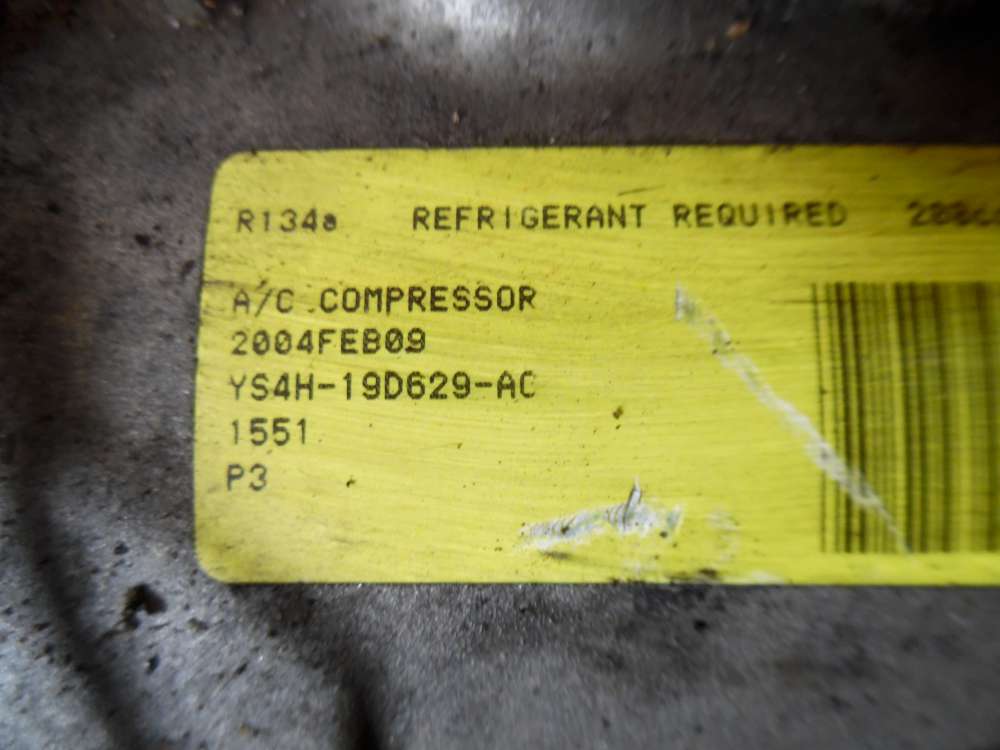 R134a REFRIGERANT REQUIRED
A/C COMPRESSOR
2004FEB09
YS4H-19D629-AC
1551
P3